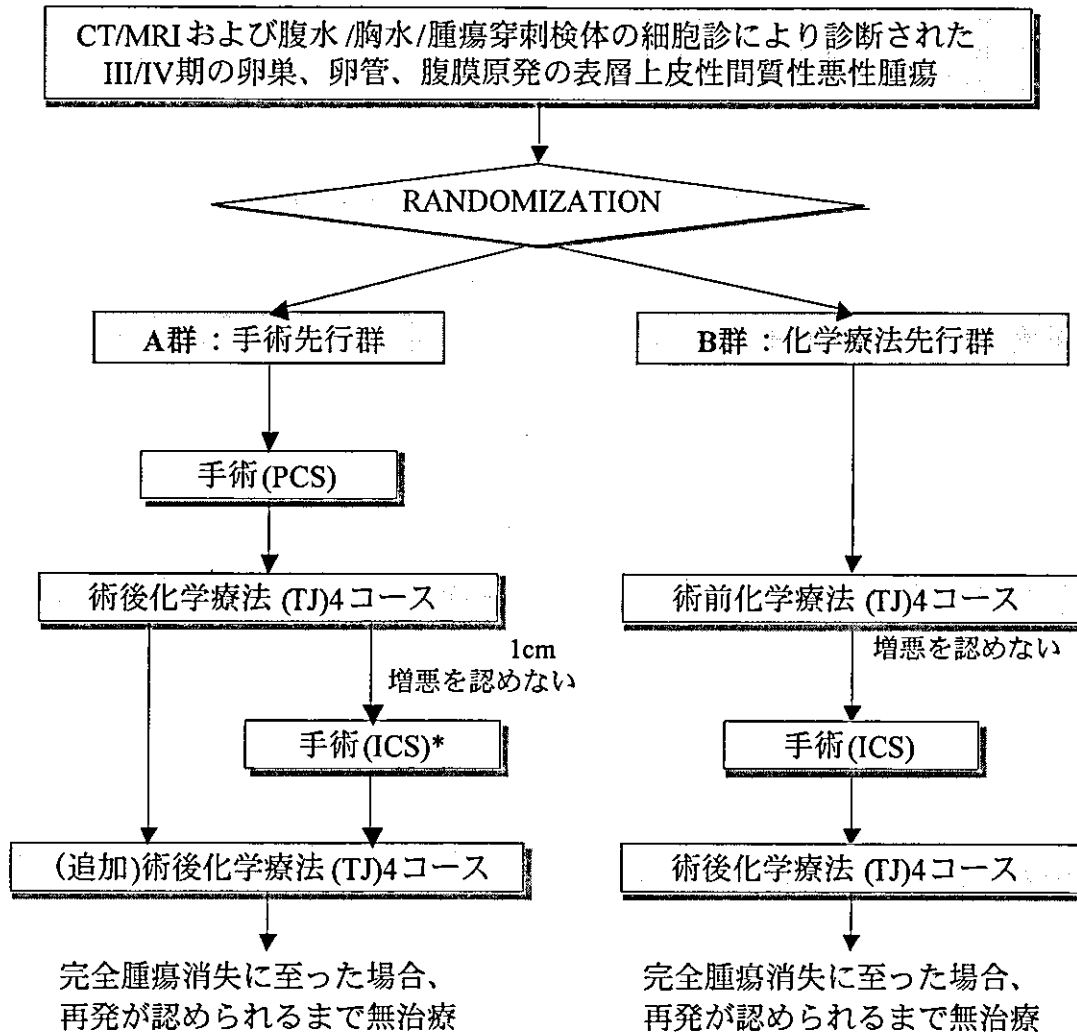 CT/MRIおよび腹水/胸水/腫瘍穿刺検体の細胞診により診断された
III/IV期の卵巣、卵管、腹膜原発の表層上皮性間質性悪性腫瘍
RANDOMIZATION
A群：手術先行群
B群：化学療法先行群
手術(PCS)
術後化学療法(TJ)4コース
術前化学療法(TJ)4コース
1cm
増悪を認めない
増悪を認めない
手術(ICS)*
手術(ICS)
(追加)術後化学療法(TJ)4コース
術後化学療法(TJ)4コース
完全腫瘍消失に至った場合、
再発が認められるまで無治療
完全腫瘍消失に至った場合、
再発が認められるまで無治療